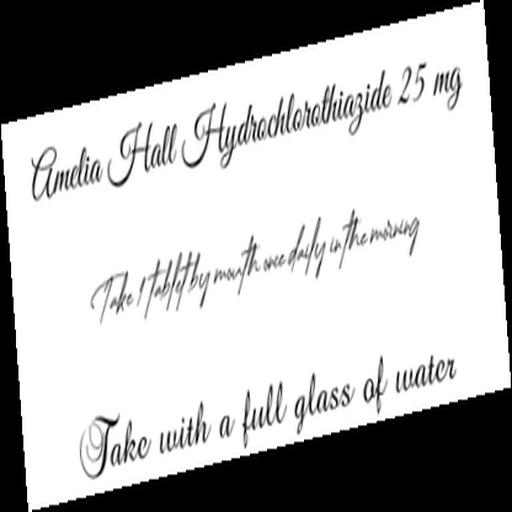 Amelia Hall Hydrochlorothiazide 25 mg
Take 1 tablet by mouth once daily in the morning
Take with a full glass of water